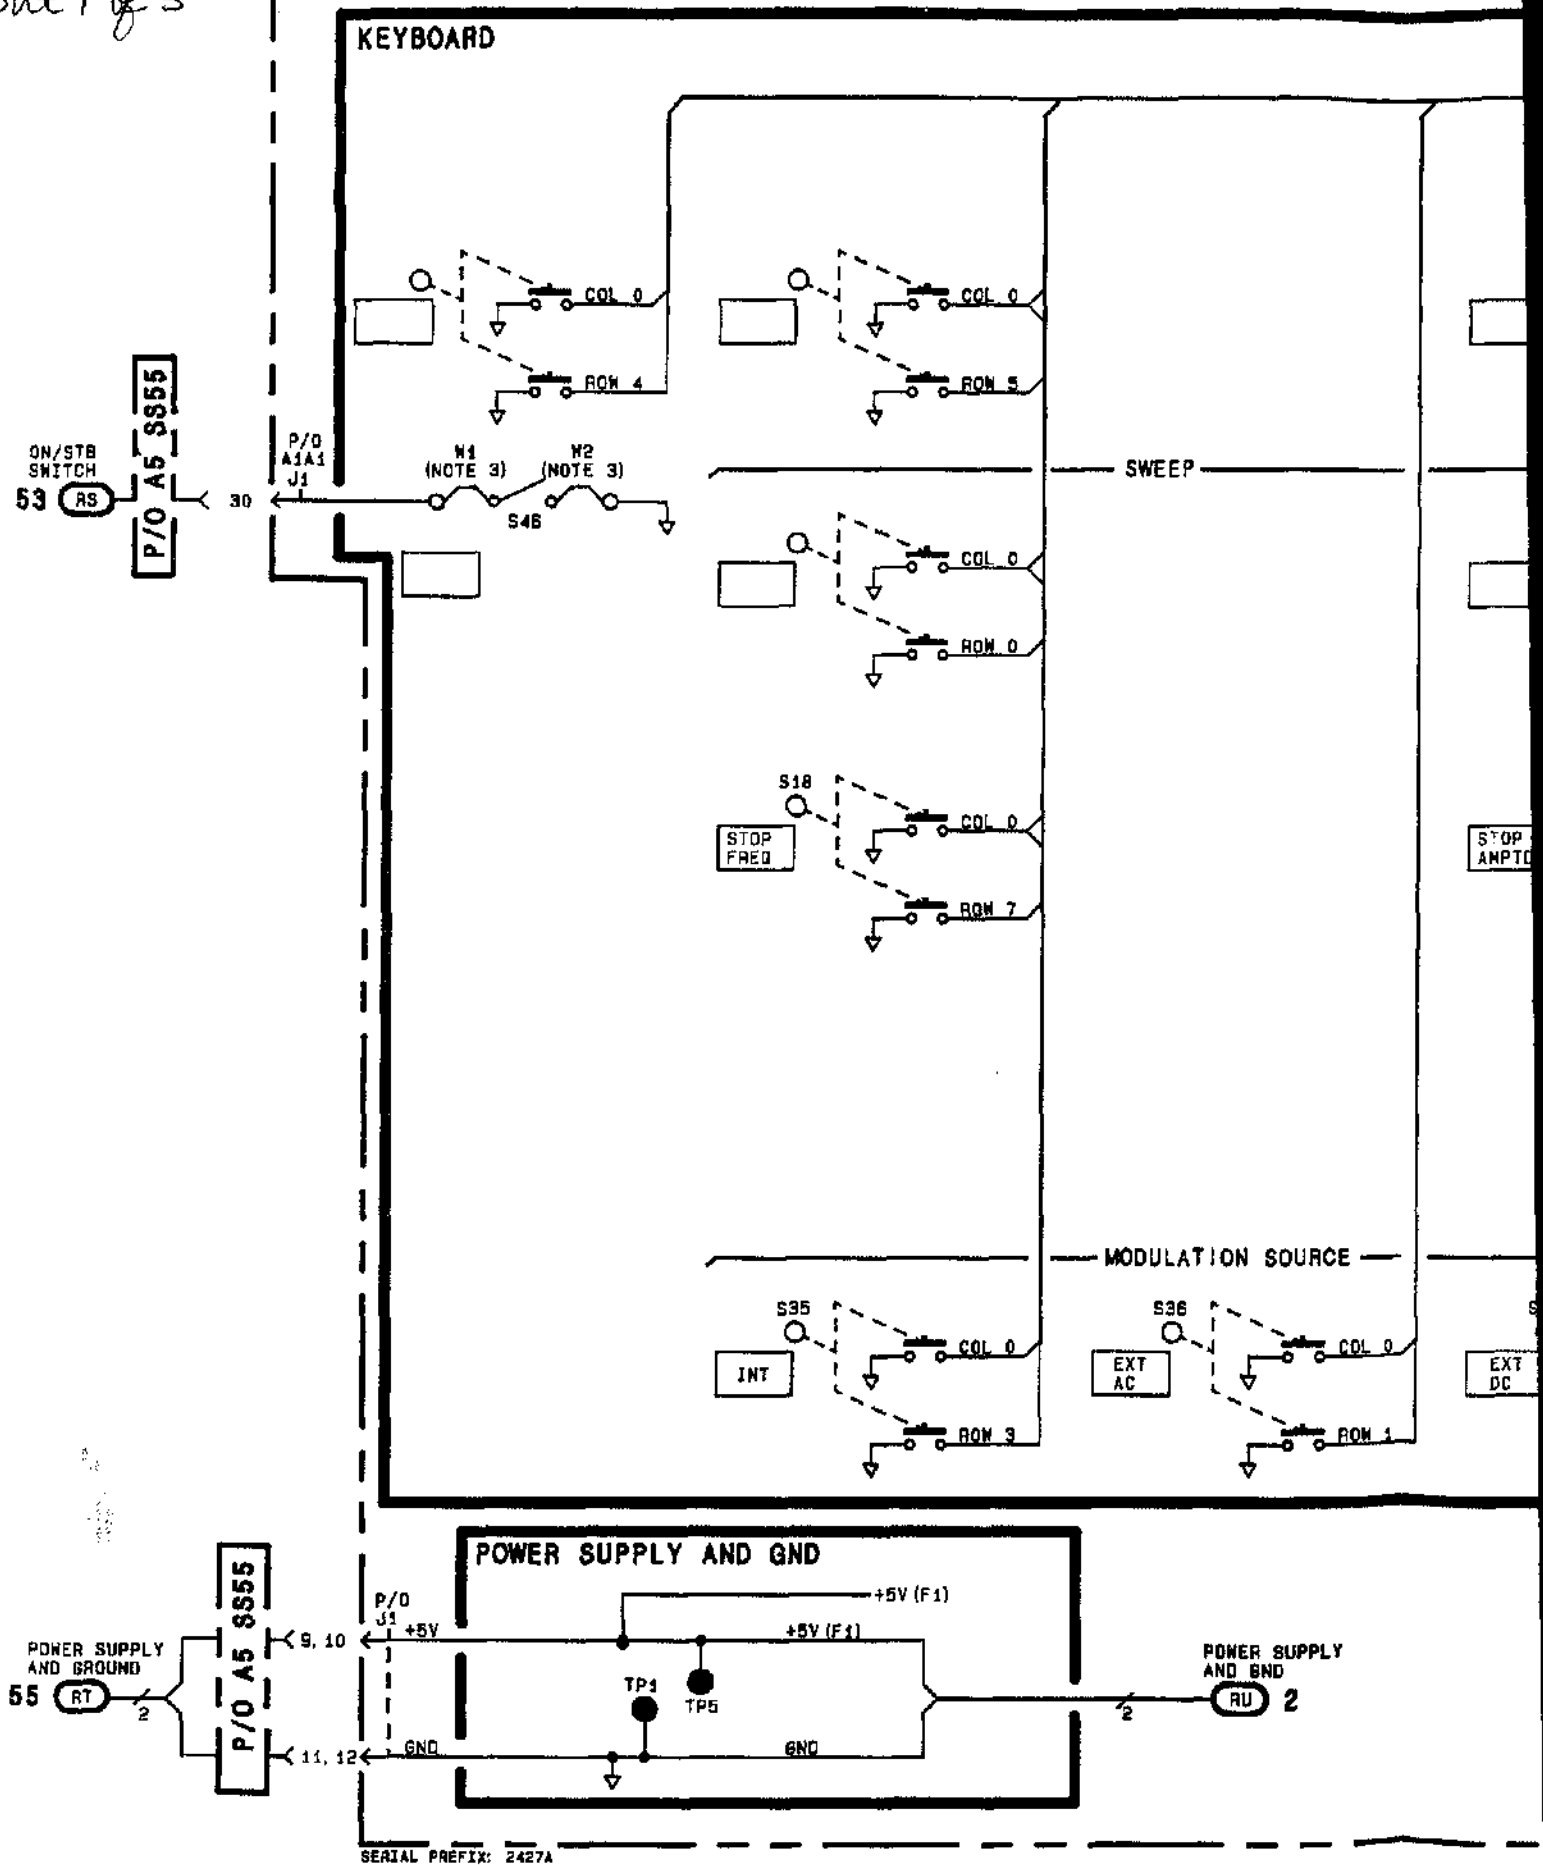 KEYBOARD
COL 0
COL 0
ROW 4
ROW 5
ON/STB
SWITCH
53 RS
P/O A5 SS55
30
P/O
A1A1
J1
W1
(NOTE 3)
W2
(NOTE 3)
S46
SWEEP
COL 0
ROW 0
S18
STOP
FREQ
COL 0
ROW 7
STOP
AMPTD
MODULATION SOURCE
S35
INT
COL 0
ROW 3
S36
EXT
AC
COL 0
ROW 1
EXT
DC
POWER SUPPLY AND GND
POWER SUPPLY
AND GROUND
55 RT
2
P/O A5 SS55
9, 10
11, 12
P/O
J1
+5V
GND
+5V (F1)
+5V (F1)
TP1
TP5
GND
2
POWER SUPPLY
AND GND
RU 2
SERIAL PREFIX: 2427A